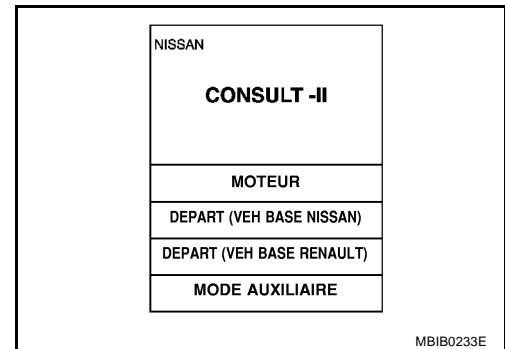 NISSAN
CONSULT -II
MOTEUR
DEPART (VEH BASE NISSAN)
DEPART (VEH BASE RENAULT)
MODE AUXILIAIRE
MBIB0233E